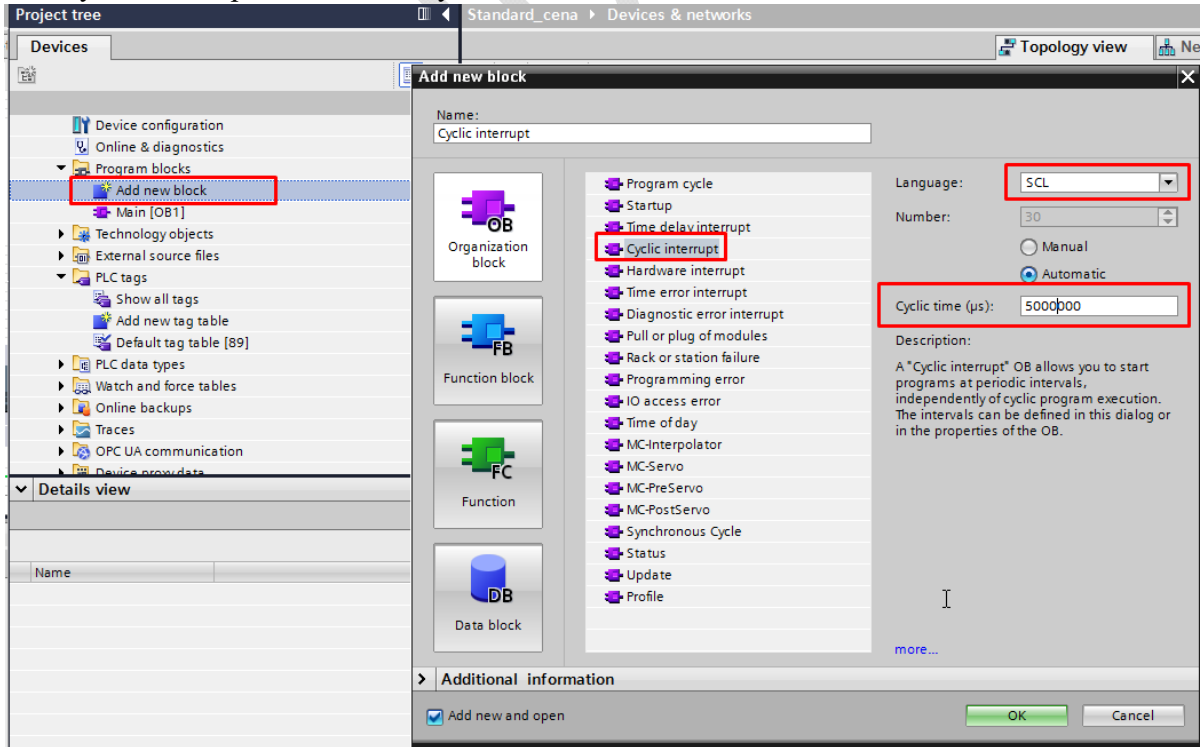 Project tree
Standard_cena ▸ Devices & networks
Devices
Topology view
Ne
Add new block
Name:
Cyclic interrupt
Device configuration
Online & diagnostics
Program blocks
Add new block
Main [OB1]
Technology objects
External source files
PLC tags
Show all tags
Add new tag table
Default tag table [89]
PLC data types
Watch and force tables
Online backups
Traces
OPC UA communication
Device proxy data
Details view
Name
OB
Organization
block
FB
Function block
FC
Function
DB
Data block
Program cycle
Startup
Time delay interrupt
Cyclic interrupt
Hardware interrupt
Time error interrupt
Diagnostic error interrupt
Pull or plug of modules
Rack or station failure
Programming error
IO access error
Time of day
MC-Interpolator
MC-Servo
MC-PreServo
MC-PostServo
Synchronous Cycle
Status
Update
Profile
Language:
SCL
Number:
30
Manual
Automatic
Cyclic time (µs):
5000000
Description:
A "Cyclic interrupt" OB allows you to start
programs at periodic intervals,
independently of cyclic program execution.
The intervals can be defined in this dialog or
in the properties of the OB.
more...
Additional information
Add new and open
OK
Cancel